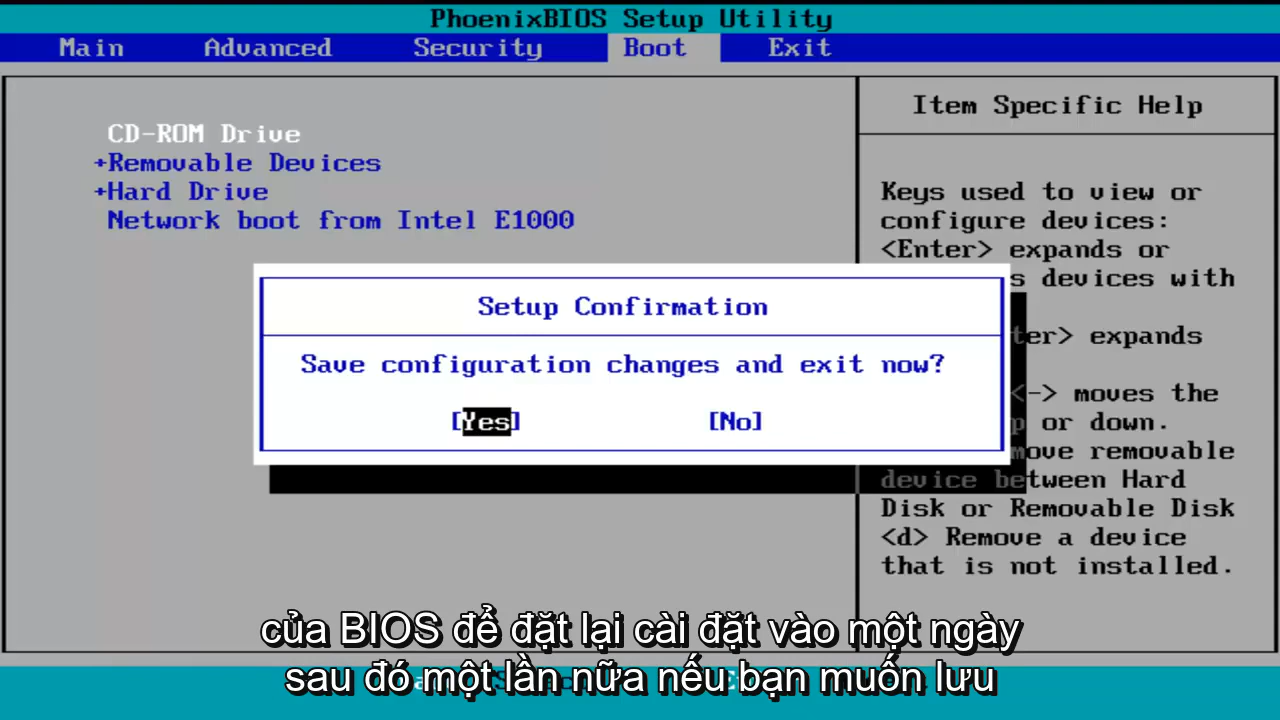 PhoenixBIOS Setup Utility
Main Advanced Security Boot Exit
CD-ROM Drive
+Removable Devices
+Hard Drive
Network boot from Intel E1000
Setup Confirmation
Save configuration changes and exit now?
[Yes] [No]
Item Specific Help
Keys used to view or
configure devices:
<Enter> expands or
s devices with
ter> expands
<-> moves the
p or down.
move removable
device between Hard
Disk or Removable Disk
<d> Remove a device
that is not installed.
của BIOS để đặt lại cài đặt vào một ngày
sau đó một lần nữa nếu bạn muốn lưu